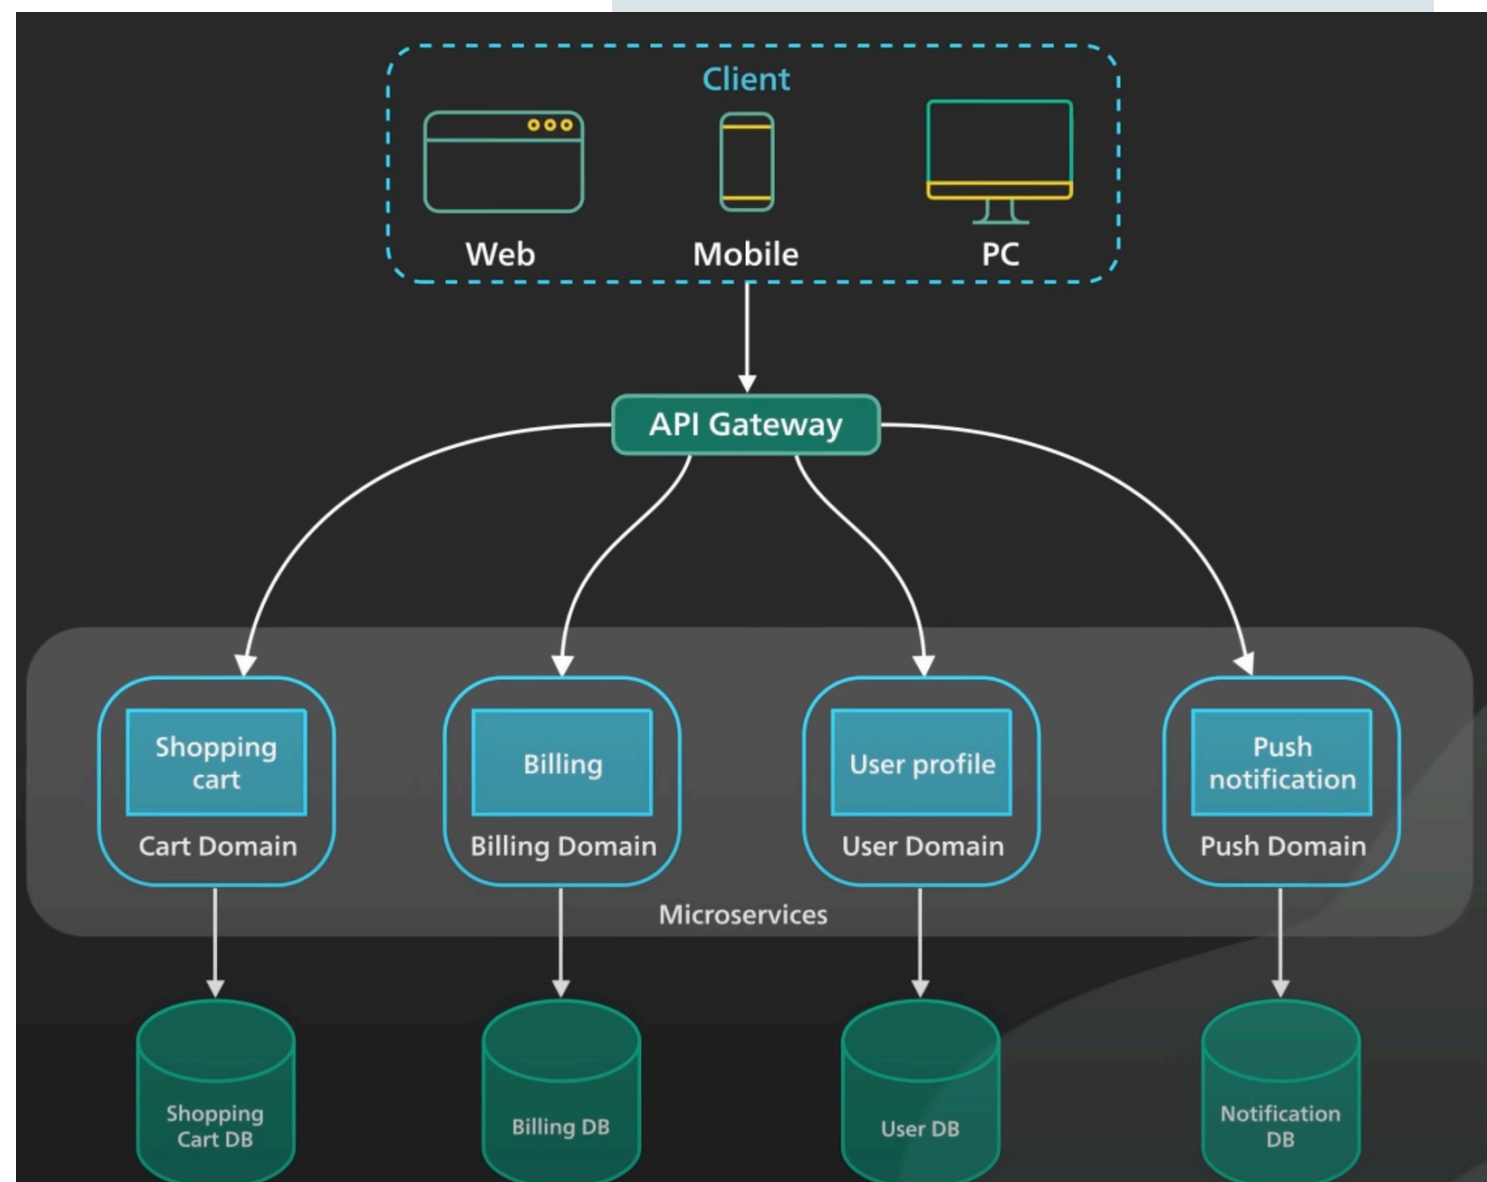 Client
Web
Mobile
PC
API Gateway
Shopping
cart
Billing
User profile
Push
notification
Cart Domain
Billing Domain
User Domain
Push Domain
Microservices
Shopping
Cart DB
Billing DB
User DB
Notification
DB